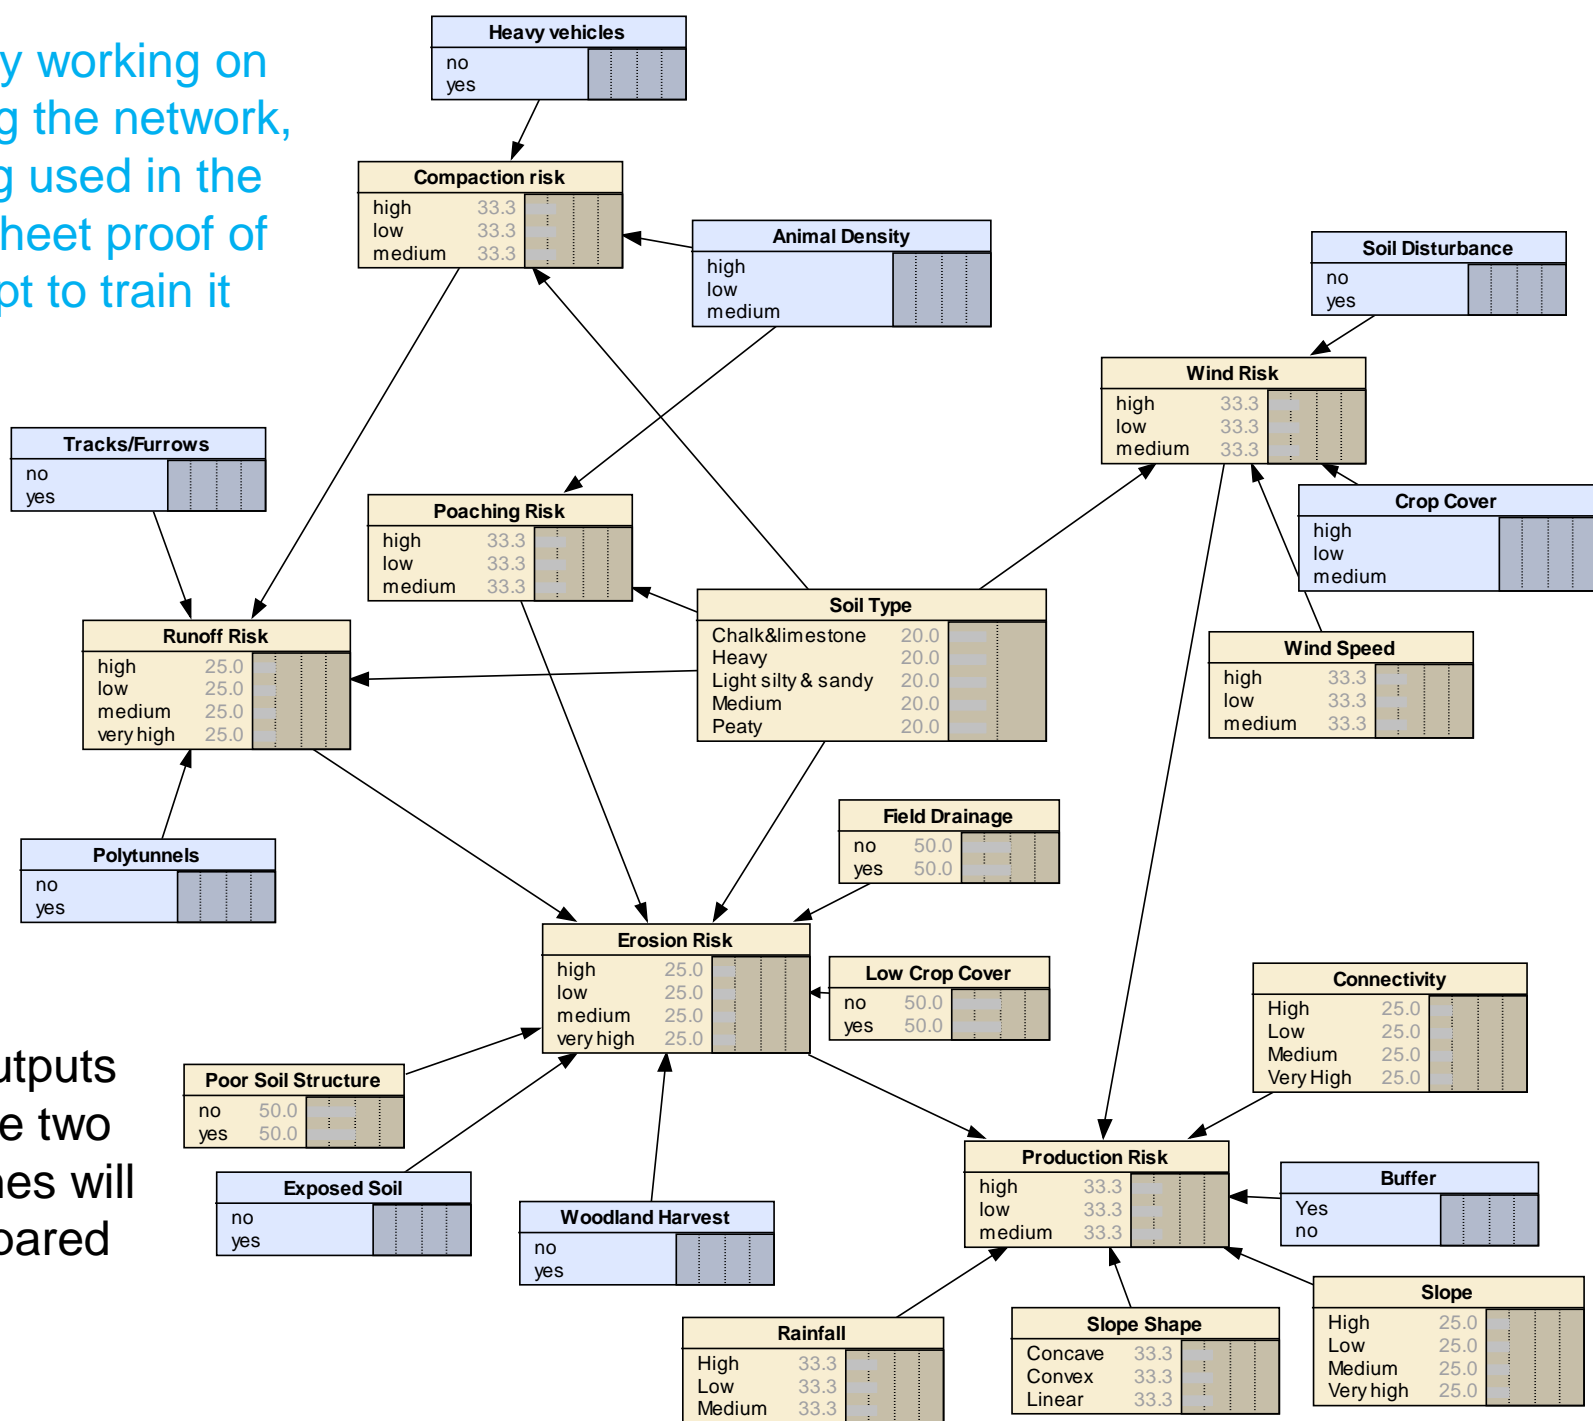 y working on
g the network,
g used in the
heet proof of
pt to train it
Heavy vehicles
no
yes
Compaction risk
high 33.3
low 33.3
medium 33.3
Animal Density
high
low
medium
Soil Disturbance
no
yes
Wind Risk
high 33.3
low 33.3
medium 33.3
Tracks/Furrows
no
yes
Poaching Risk
high 33.3
low 33.3
medium 33.3
Crop Cover
high
low
medium
Soil Type
Chalk&limestone 20.0
Heavy 20.0
Light silty & sandy 20.0
Medium 20.0
Peaty 20.0
Runoff Risk
high 25.0
low 25.0
medium 25.0
very high 25.0
Wind Speed
high 33.3
low 33.3
medium 33.3
Field Drainage
no 50.0
yes 50.0
Polytunnels
no
yes
Erosion Risk
high 25.0
low 25.0
medium 25.0
very high 25.0
Low Crop Cover
no 50.0
yes 50.0
Connectivity
High 25.0
Low 25.0
Medium 25.0
Very High 25.0
utputs
e two
nes will
pared
Poor Soil Structure
no 50.0
yes 50.0
Exposed Soil
no
yes
Woodland Harvest
no
yes
Production Risk
high 33.3
low 33.3
medium 33.3
Buffer
Yes
no
Rainfall
High 33.3
Low 33.3
Medium 33.3
Slope Shape
Concave 33.3
Convex 33.3
Linear 33.3
Slope
High 25.0
Low 25.0
Medium 25.0
Very high 25.0